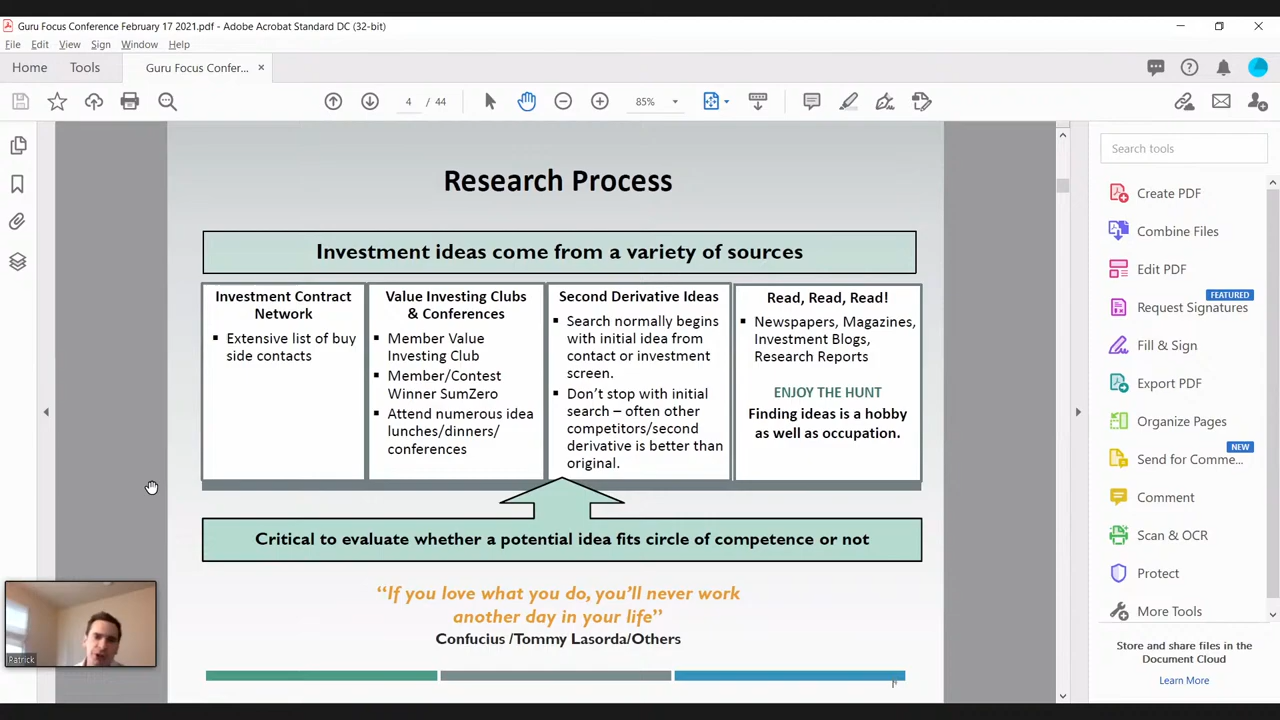 Guru Focus Conference February 17 2021.pdf - Adobe Acrobat Standard DC (32-bit)
File Edit View Sign Window Help
Home Tools Guru Focus Confer... ×
4 / 44 85%
Research Process
Investment ideas come from a variety of sources
Investment Contract
Network
▪ Extensive list of buy
side contacts
Value Investing Clubs
& Conferences
▪ Member Value
Investing Club
▪ Member/Contest
Winner SumZero
▪ Attend numerous idea
lunches/dinners/
conferences
Second Derivative Ideas
▪ Search normally begins
with initial idea from
contact or investment
screen.
▪ Don’t stop with initial
search – often other
competitors/second
derivative is better than
original.
Read, Read, Read!
▪ Newspapers, Magazines,
Investment Blogs,
Research Reports
ENJOY THE HUNT
Finding ideas is a hobby
as well as occupation.
Critical to evaluate whether a potential idea fits circle of competence or not
“If you love what you do, you’ll never work
another day in your life”
Confucius /Tommy Lasorda/Others
Patrick
Search tools
Create PDF
Combine Files
Edit PDF
FEATURED
Request Signatures
Fill & Sign
Export PDF
Organize Pages
NEW
Send for Comme...
Comment
Scan & OCR
Protect
More Tools
Store and share files in the
Document Cloud
Learn More